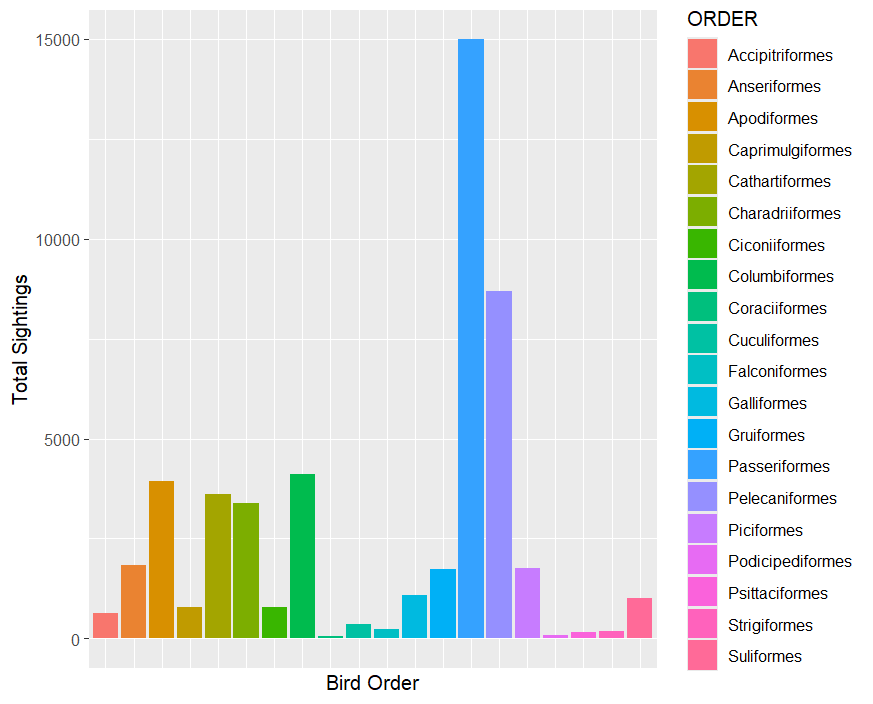 ORDER
15000
10000
5000
0
Total Sightings
Bird Order
Accipitriformes
Anseriformes
Apodiformes
Caprimulgiformes
Cathartiformes
Charadriiformes
Ciconiiformes
Columbiformes
Coraciiformes
Cuculiformes
Falconiformes
Galliformes
Gruiformes
Passeriformes
Pelecaniformes
Piciformes
Podicipediformes
Psittaciformes
Strigiformes
Suliformes